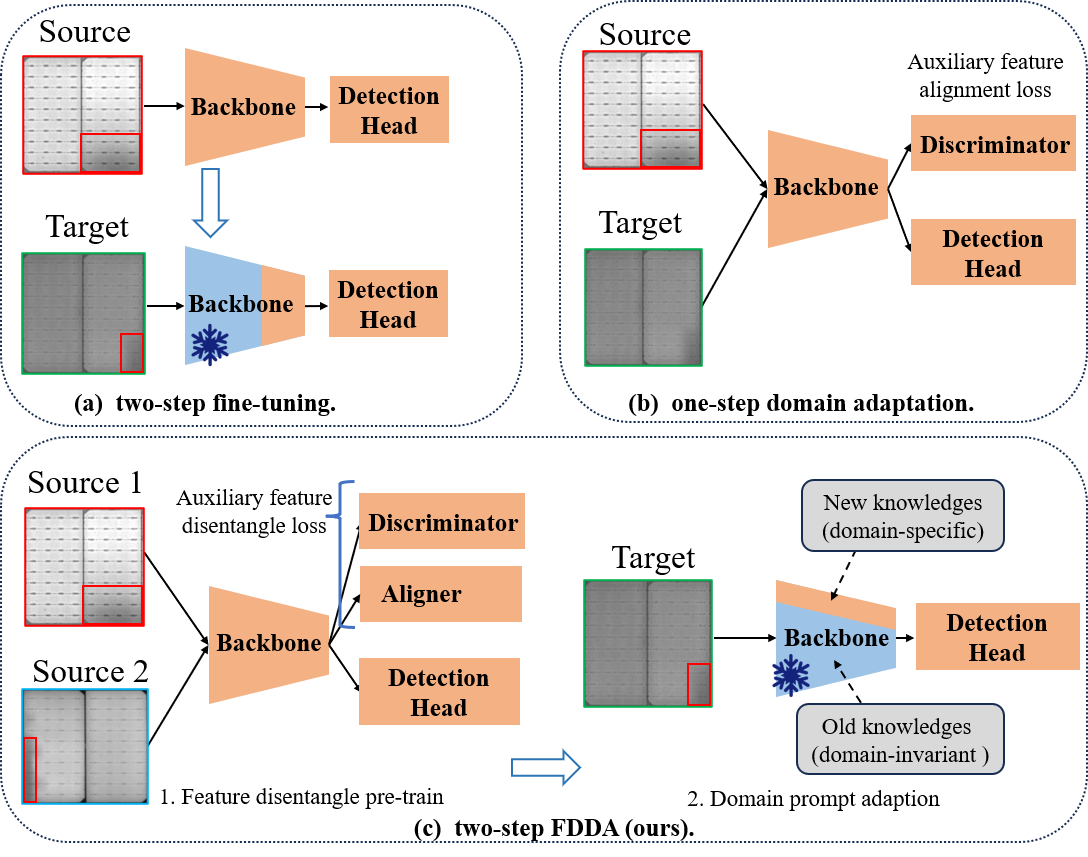 Source
Backbone
Detection
Head
Target
Backbone
Detection
Head
(a) two-step fine-tuning.
Source
Auxiliary feature
alignment loss
Target
Backbone
Discriminator
Detection
Head
(b) one-step domain adaptation.
Source 1
Source 2
Auxiliary feature
disentangle loss
Backbone
Discriminator
Aligner
Detection
Head
1. Feature disentangle pre-train
Target
New knowledges
(domain-specific)
Backbone
Detection
Head
Old knowledges
(domain-invariant )
2. Domain prompt adaption
(c) two-step FDDA (ours).